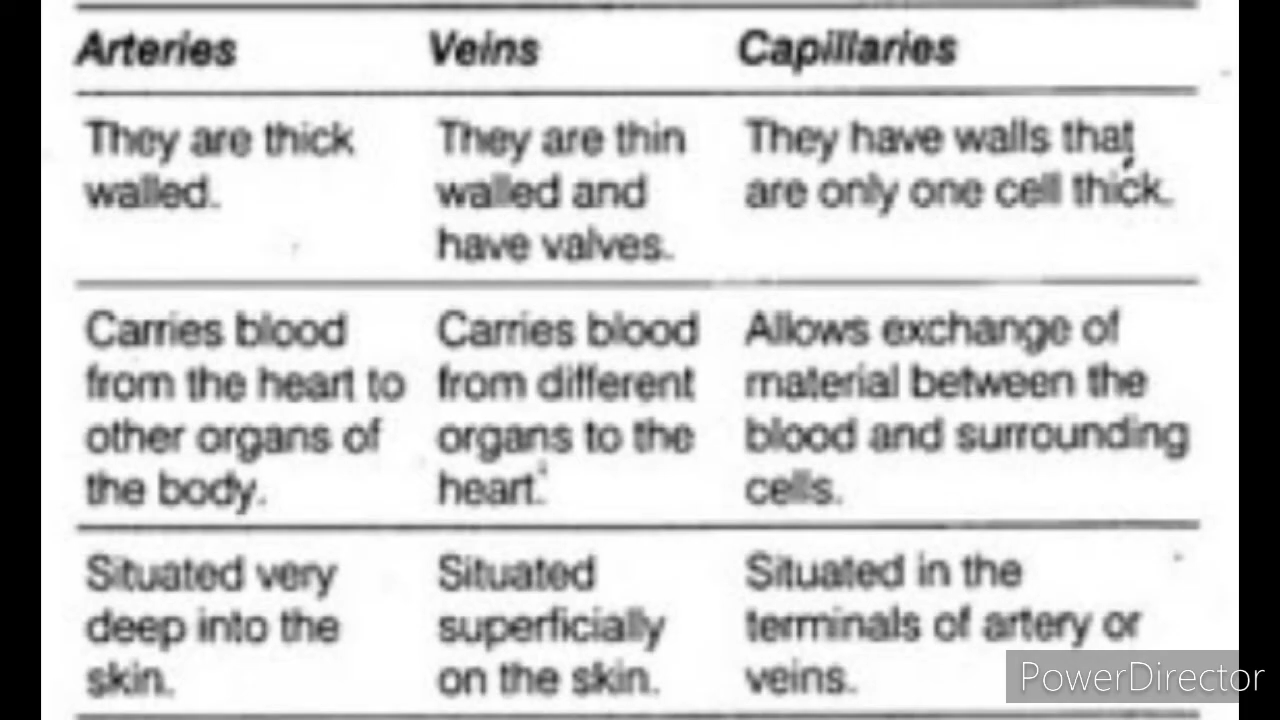 Arteries Veins Capillaries
They are thick They are thin They have walls that
walled. walled and are only one cell thick.
have valves.
Carries blood Carries blood Allows exchange of
from the heart to from different material between the
other organs of organs to the blood and surrounding
the body. heart. cells.
Situated very Situated Situated in the
deep into the superficially terminals of artery or
skin. on the skin. veins.
PowerDirector